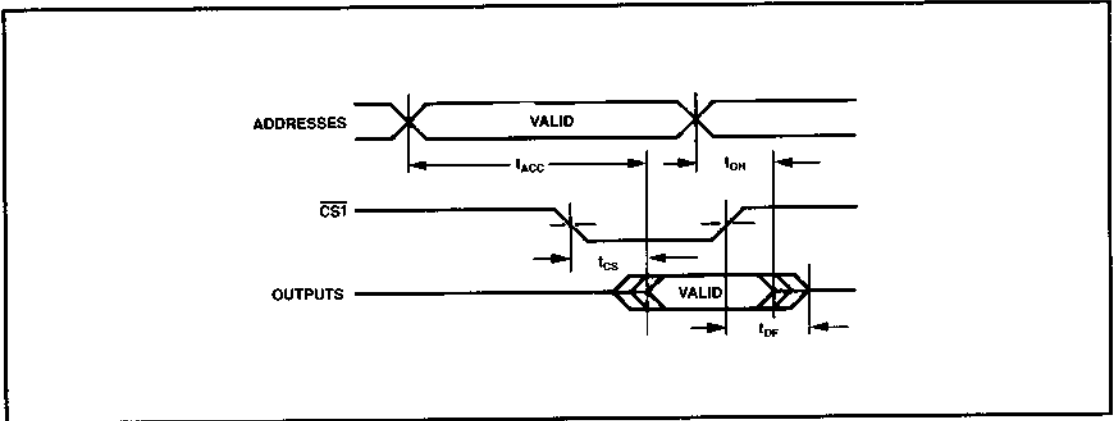 ADDRESSES VALID
tACC tOH
CS1
tCS
OUTPUTS VALID
tDF